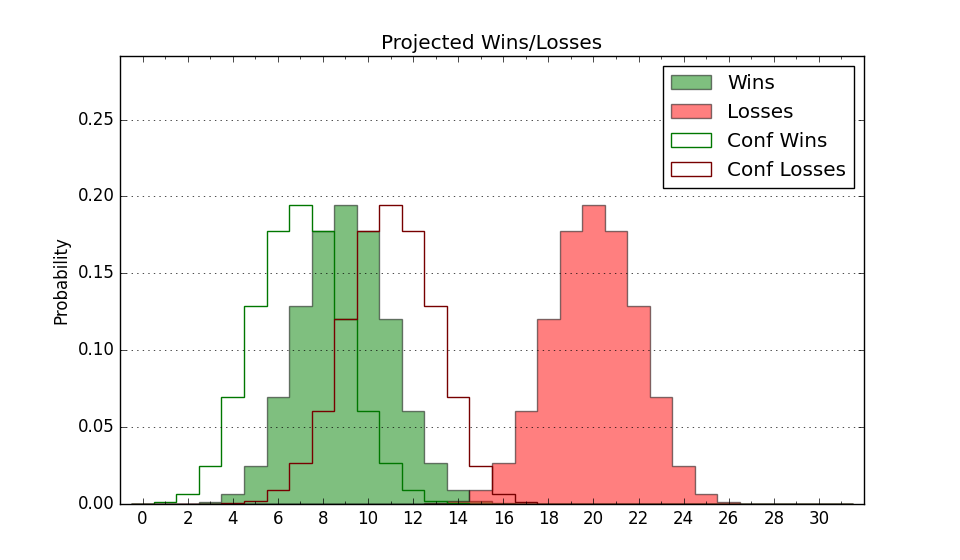 Projected Wins/Losses
Wins
Losses
Conf Wins
Conf Losses
Probability
0.25
0.20
0.15
0.10
0.05
0.00
0 2 4 6 8 10 12 14 16 18 20 22 24 26 28 30